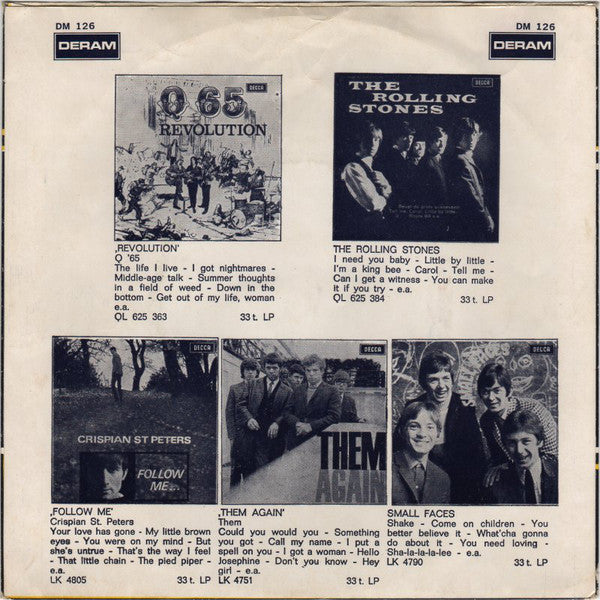 DM 126
DM 126
DERAM
DERAM
DECCA
Q 65
REVOLUTION
DECCA
THE
ROLLING
STONES
‚REVOLUTION'
Q '65
The life I live - I got nightmares -
Middle-age talk - Summer thoughts
in a field of weed - Down in the
bottom - Get out of my life, woman
e.a.
QL 625 363 33 t. LP
THE ROLLING STONES
I need you baby - Little by little -
I'm a king bee - Carol - Tell me -
Can I get a witness - You can make
it if you try - e.a.
QL 625 384 33 t. LP
DECCA
CRISPIAN ST PETERS
FOLLOW
ME...
DECCA
THEM
AGAIN
DECCA
SMALL FACES
‚FOLLOW ME'
Crispian St. Peters
Your love has gone - My little brown
eyes - You were on my mind - But
she's untrue - That's the way I feel
- That little chain - The pied piper -
e.a.
LK 4805 33 t. LP
‚THEM AGAIN'
Them
Could you would you - Something
you got - Call my name - I put a
spell on you - I got a woman - Hello
Josephine - Don't you know - Hey
girl - e.a.
LK 4751 33 t. LP
SMALL FACES
Shake - Come on children - You
better believe it - What'cha gonna
do about it - You need loving -
Sha-la-la-la-lee - e.a.
LK 4790 33 t. LP